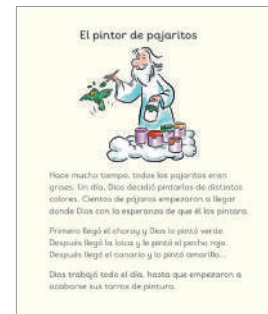 El pintor de pajaritos
Hace mucho tiempo, todos los pajaritos eran
grises. Un día, Dios decidió pintarlos de distintos
colores. Cientos de pájaros empezaron a llegar
donde Dios con la esperanza de que él los pintara.
Primero llegó el choroy y Dios lo pintó verde.
Después llegó la loica y le pintó el pecho rojo.
Después llegó el canario y lo pintó amarillo...
Dios trabajó todo el día, hasta que empezaron a
acabarse sus tarros de pintura.